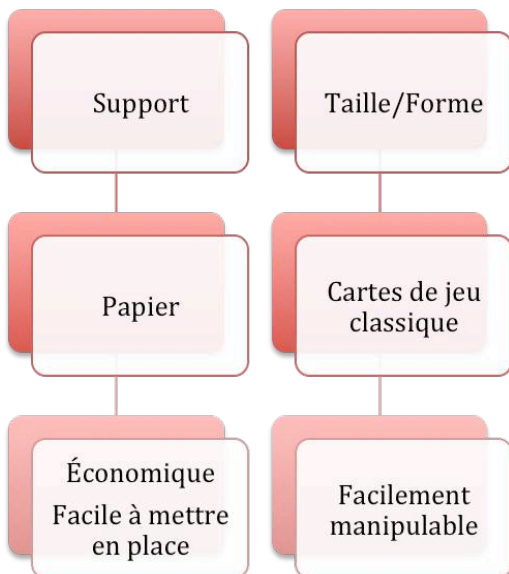 Support
Taille/Forme
Papier
Cartes de jeu
classique
Économique
Facile à mettre
en place
Facilement
manipulable